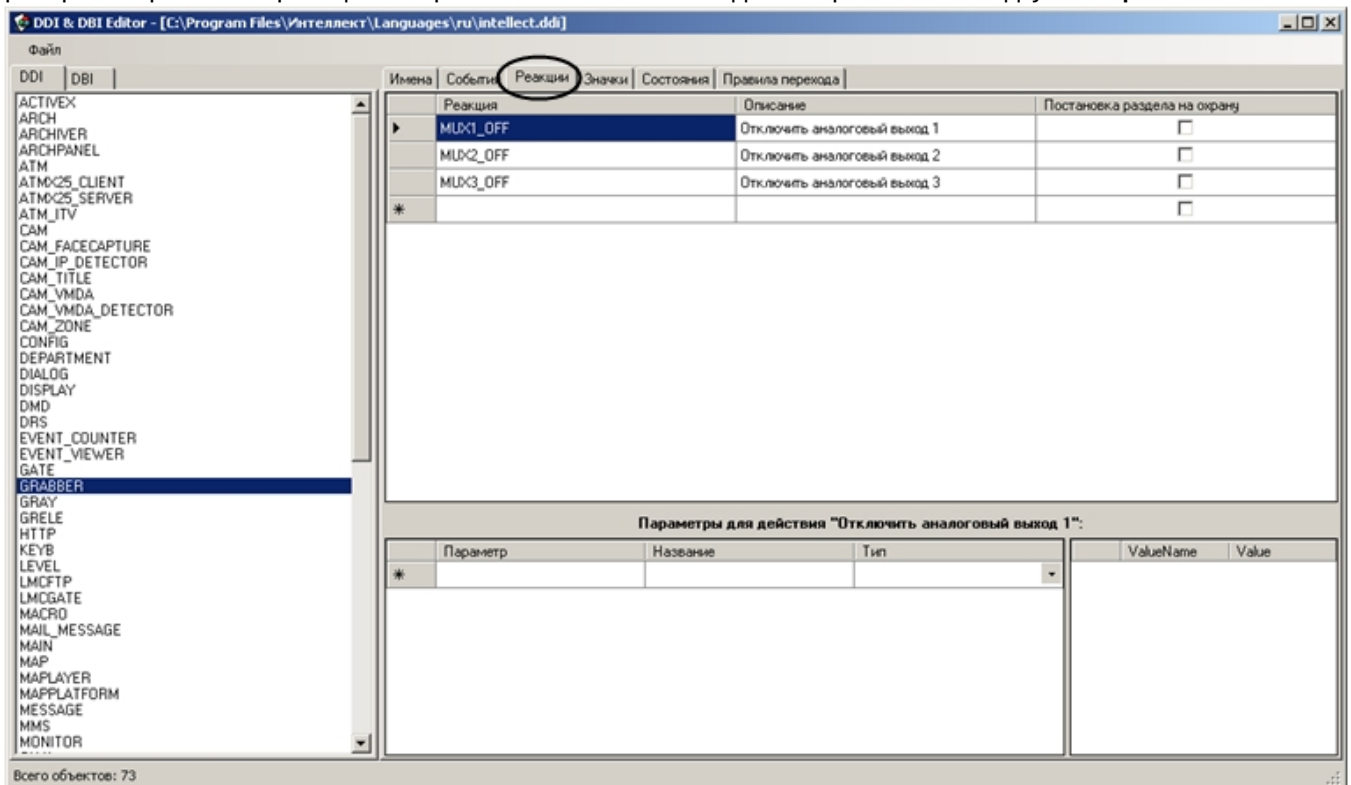 DDI & DBI Editor - [C:\Program Files\Интеллект\Languages\ru\intellect.ddi]
Файл
DDI DBI
Имена События Реакции Значки Состояния Правила перехода
ACTIVEX
ARCH
ARCHIVER
ARCHPANEL
ATM
ATMX25_CLIENT
ATMX25_SERVER
ATM_ITV
CAM
CAM_FACECAPTURE
CAM_IP_DETECTOR
CAM_TITLE
CAM_VMDA
CAM_VMDA_DETECTOR
CAM_ZONE
CONFIG
DEPARTMENT
DIALOG
DISPLAY
DMD
DRS
EVENT_COUNTER
EVENT_VIEWER
GATE
GRABBER
GRAY
GRELE
HTTP
KEYB
LEVEL
LMCFTP
LMCGATE
MACRO
MAIL_MESSAGE
MAIN
MAP
MAPLAYER
MAPPLATFORM
MESSAGE
MMS
MONITOR
Реакция Описание Постановка раздела на охрану
MUX1_OFF Отключить аналоговый выход 1
MUX2_OFF Отключить аналоговый выход 2
MUX3_OFF Отключить аналоговый выход 3
Параметры для действия "Отключить аналоговый выход 1":
Параметр Название Тип ValueName Value
Всего объектов: 73